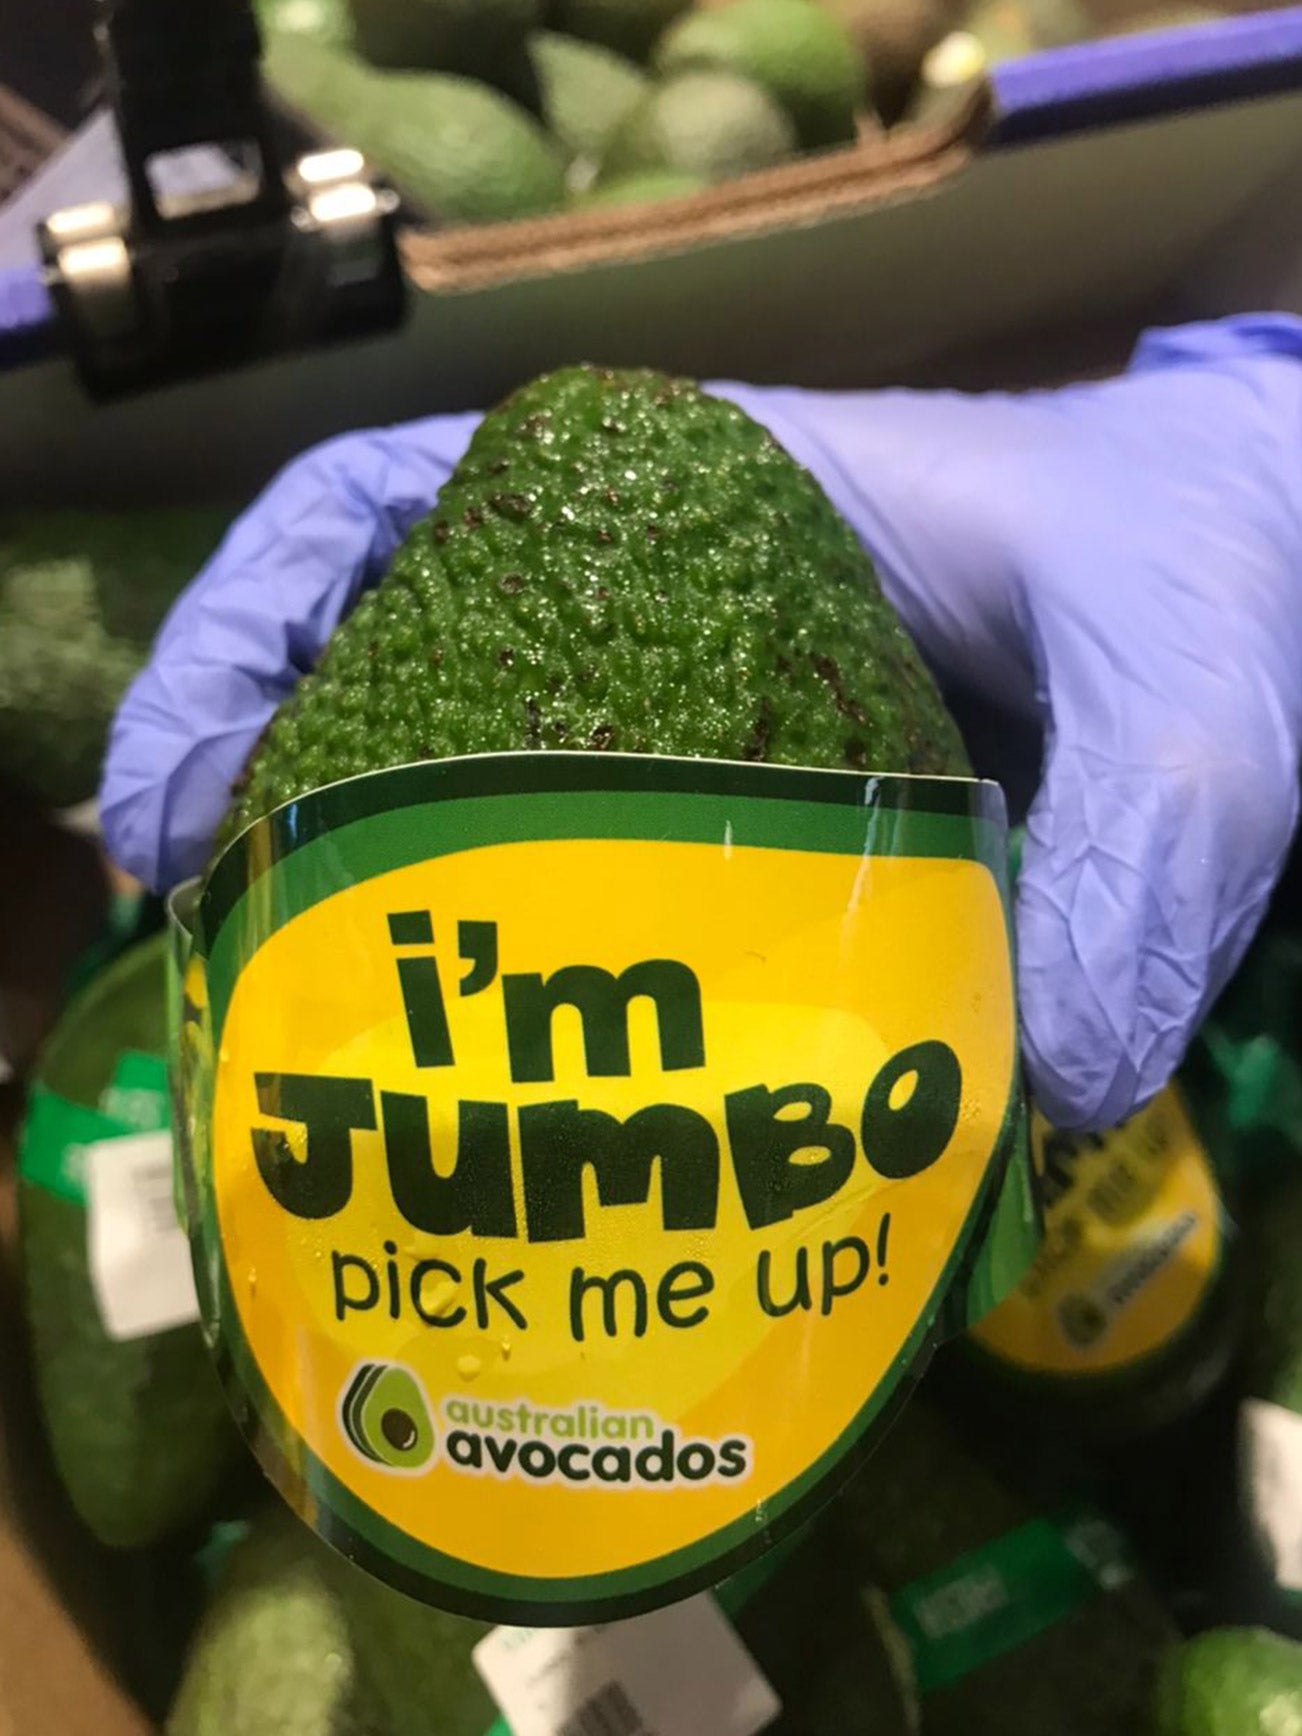 i'm
JUMBO
pick me up!
australian
avocados